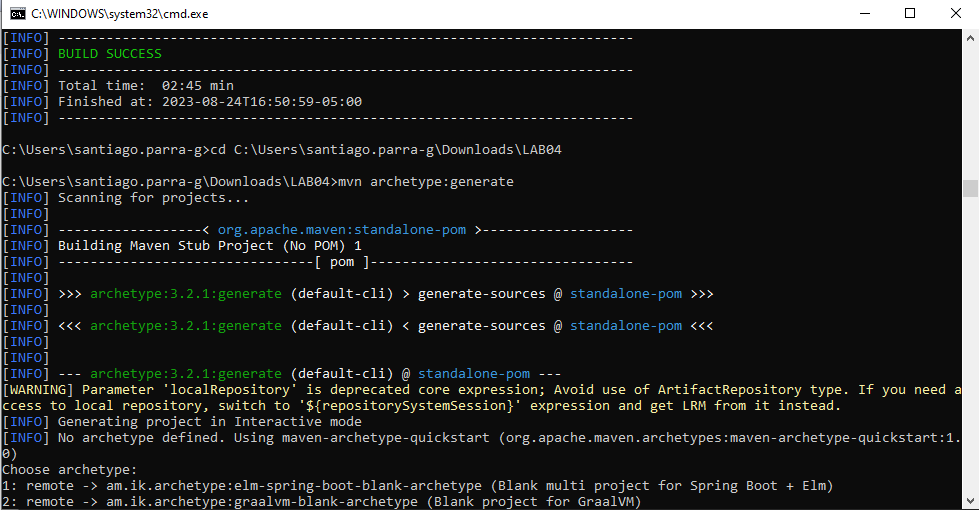 C:\WINDOWS\system32\cmd.exe
[INFO] ------------------------------------------------------------------------
[INFO] BUILD SUCCESS
[INFO] ------------------------------------------------------------------------
[INFO] Total time:  02:45 min
[INFO] Finished at: 2023-08-24T16:50:59-05:00
[INFO] ------------------------------------------------------------------------
C:\Users\santiago.parra-g>cd C:\Users\santiago.parra-g\Downloads\LAB04
C:\Users\santiago.parra-g\Downloads\LAB04>mvn archetype:generate
[INFO] Scanning for projects...
[INFO]
[INFO] ------------------< org.apache.maven:standalone-pom >-------------------
[INFO] Building Maven Stub Project (No POM) 1
[INFO] --------------------------------[ pom ]---------------------------------
[INFO]
[INFO] >>> archetype:3.2.1:generate (default-cli) > generate-sources @ standalone-pom >>>
[INFO]
[INFO] <<< archetype:3.2.1:generate (default-cli) < generate-sources @ standalone-pom <<<
[INFO]
[INFO]
[INFO] --- archetype:3.2.1:generate (default-cli) @ standalone-pom ---
[WARNING] Parameter 'localRepository' is deprecated core expression; Avoid use of ArtifactRepository type. If you need a
ccess to local repository, switch to '${repositorySystemSession}' expression and get LRM from it instead.
[INFO] Generating project in Interactive mode
[INFO] No archetype defined. Using maven-archetype-quickstart (org.apache.maven.archetypes:maven-archetype-quickstart:1.
0)
Choose archetype:
1: remote -> am.ik.archetype:elm-spring-boot-blank-archetype (Blank multi project for Spring Boot + Elm)
2: remote -> am.ik.archetype:graalvm-blank-archetype (Blank project for GraalVM)